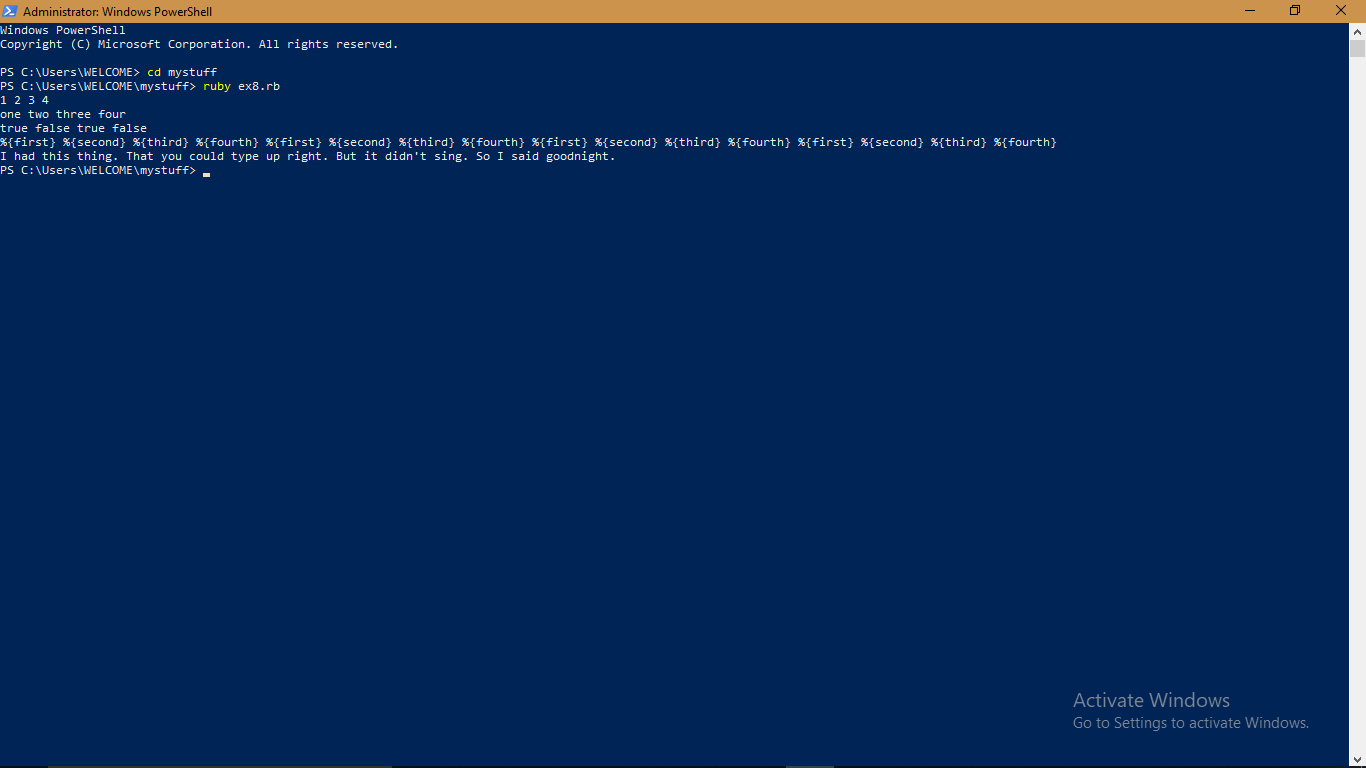 Administrator: Windows PowerShell
Windows PowerShell
Copyright (C) Microsoft Corporation. All rights reserved.
PS C:\Users\WELCOME> cd mystuff
PS C:\Users\WELCOME\mystuff> ruby ex8.rb
1 2 3 4
one two three four
true false true false
%{first} %{second} %{third} %{fourth} %{first} %{second} %{third} %{fourth} %{first} %{second} %{third} %{fourth} %{first} %{second} %{third} %{fourth}
I had this thing. That you could type up right. But it didn't sing. So I said goodnight.
PS C:\Users\WELCOME\mystuff>
Activate Windows
Go to Settings to activate Windows.